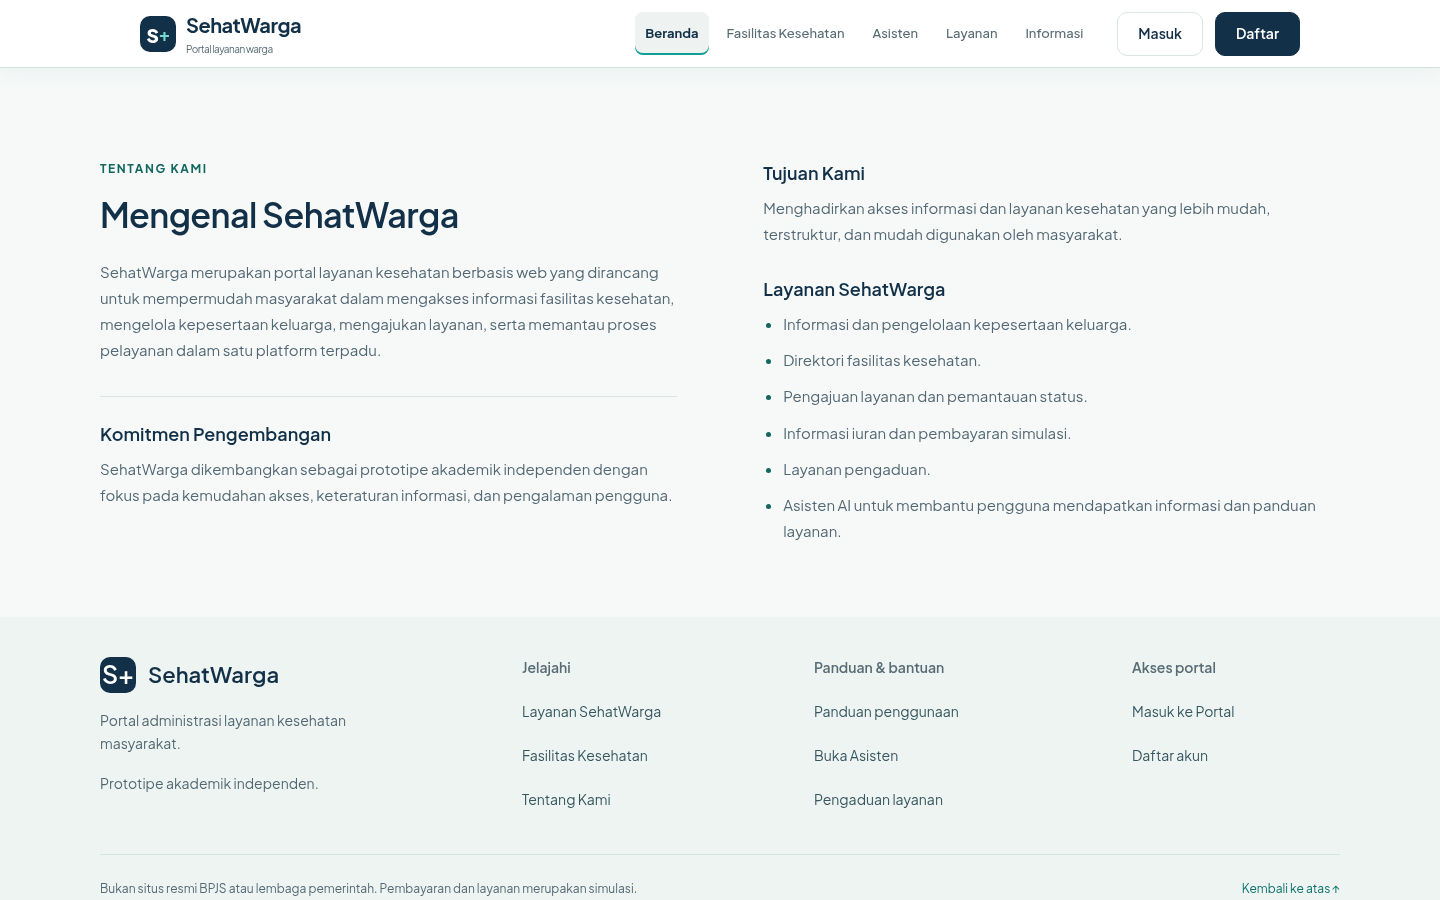 S+
SehatWarga
Portal layanan warga
Beranda
Fasilitas Kesehatan
Asisten
Layanan
Informasi
Masuk
Daftar
TENTANG KAMI
Mengenal SehatWarga
SehatWarga merupakan portal layanan kesehatan berbasis web yang dirancang
untuk mempermudah masyarakat dalam mengakses informasi fasilitas kesehatan,
mengelola kepesertaan keluarga, mengajukan layanan, serta memantau proses
pelayanan dalam satu platform terpadu.
Komitmen Pengembangan
SehatWarga dikembangkan sebagai prototipe akademik independen dengan
fokus pada kemudahan akses, keteraturan informasi, dan pengalaman pengguna.
Tujuan Kami
Menghadirkan akses informasi dan layanan kesehatan yang lebih mudah,
terstruktur, dan mudah digunakan oleh masyarakat.
Layanan SehatWarga
• Informasi dan pengelolaan kepesertaan keluarga.
• Direktori fasilitas kesehatan.
• Pengajuan layanan dan pemantauan status.
• Informasi iuran dan pembayaran simulasi.
• Layanan pengaduan.
• Asisten AI untuk membantu pengguna mendapatkan informasi dan panduan
layanan.
S+
SehatWarga
Portal administrasi layanan kesehatan
masyarakat.
Prototipe akademik independen.
Jelajahi
Layanan SehatWarga
Fasilitas Kesehatan
Tentang Kami
Panduan & bantuan
Panduan penggunaan
Buka Asisten
Pengaduan layanan
Akses portal
Masuk ke Portal
Daftar akun
Bukan situs resmi BPJS atau lembaga pemerintah. Pembayaran dan layanan merupakan simulasi.
Kembali ke atas ↑